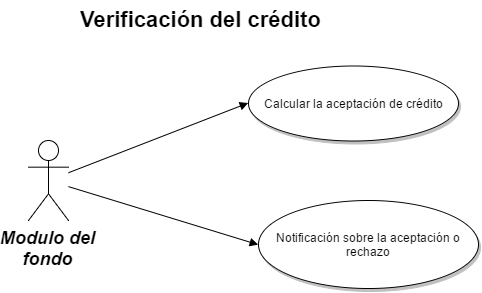 Verificación del crédito
Calcular la aceptación de crédito
Modulo del
fondo
Notificación sobre la aceptación o
rechazo